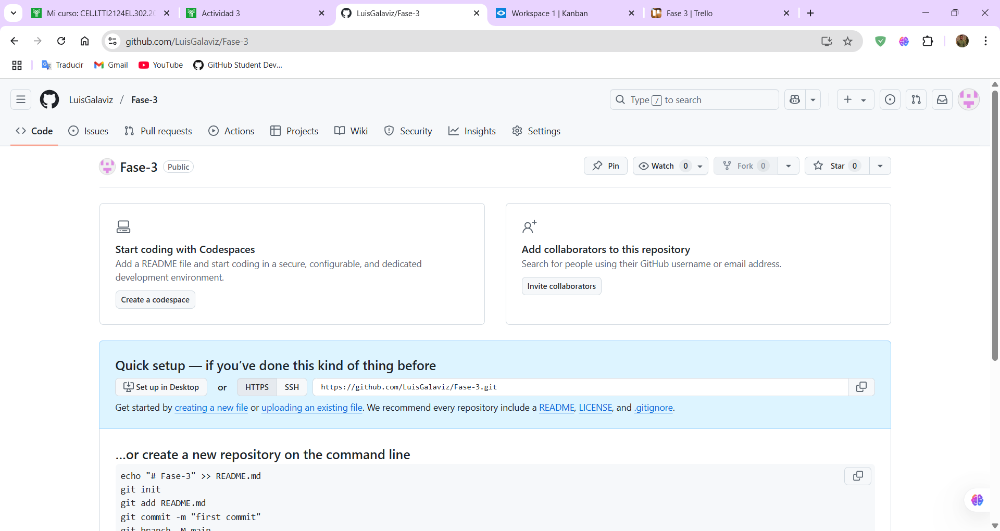 Mi curso: CEL.LTTI2124EL.302.20
Actividad 3
LuisGalaviz/Fase-3
Workspace 1 | Kanban
Fase 3 | Trello
github.com/LuisGalaviz/Fase-3
Traducir
Gmail
YouTube
GitHub Student Dev...
LuisGalaviz / Fase-3
Type / to search
Code
Issues
Pull requests
Actions
Projects
Wiki
Security
Insights
Settings
Fase-3 Public
Pin
Watch 0
Fork 0
Star 0
Start coding with Codespaces
Add a README file and start coding in a secure, configurable, and dedicated
development environment.
Create a codespace
Add collaborators to this repository
Search for people using their GitHub username or email address.
Invite collaborators
Quick setup — if you’ve done this kind of thing before
Set up in Desktop or HTTPS SSH https://github.com/LuisGalaviz/Fase-3.git
Get started by creating a new file or uploading an existing file. We recommend every repository include a README, LICENSE, and .gitignore.
...or create a new repository on the command line
echo "# Fase-3" >> README.md
git init
git add README.md
git commit -m "first commit"
git branch -M main